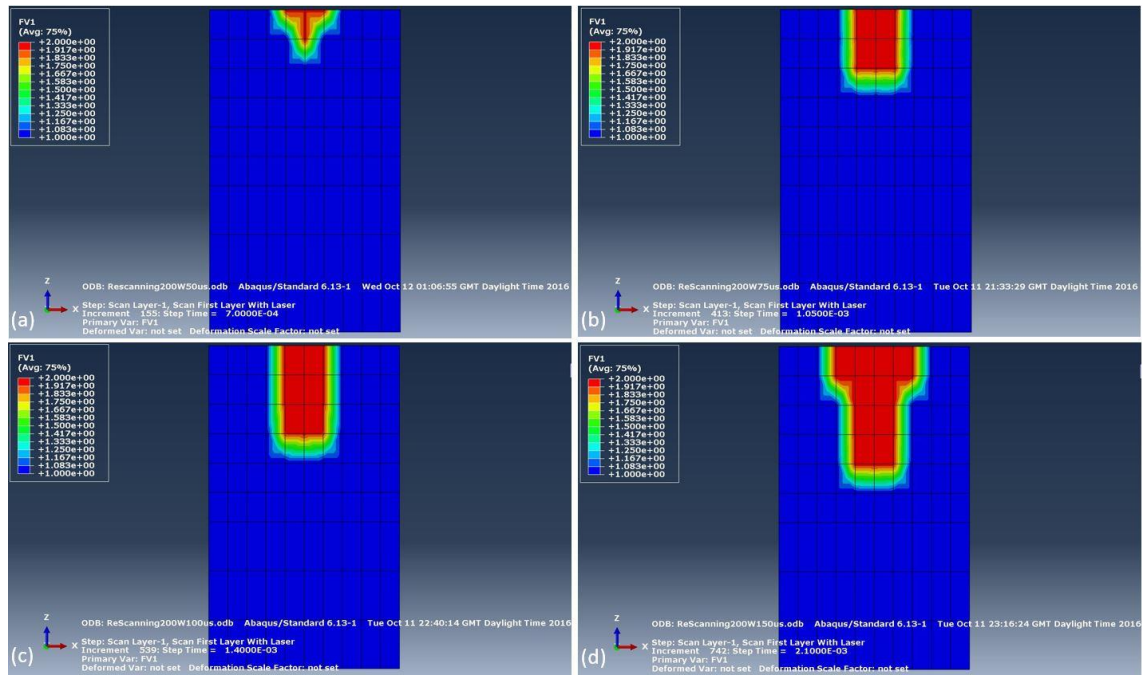 FV1
(Avg: 75%)
+2.000e+00
+1.917e+00
+1.833e+00
+1.750e+00
+1.667e+00
+1.583e+00
+1.500e+00
+1.417e+00
+1.333e+00
+1.250e+00
+1.167e+00
+1.083e+00
+1.000e+00
Z
X
ODB: Rescanning200W50us.odb Abaqus/Standard 6.13-1 Wed Oct 12 01:06:55 GMT Daylight Time 2016
Step: Scan Layer-1, Scan First Layer With Laser
Increment 155: Step Time = 7.0000E-04
Primary Var: FV1
Deformed Var: not set Deformation Scale Factor: not set
(a)
FV1
(Avg: 75%)
+2.000e+00
+1.917e+00
+1.833e+00
+1.750e+00
+1.667e+00
+1.583e+00
+1.500e+00
+1.417e+00
+1.333e+00
+1.250e+00
+1.167e+00
+1.083e+00
+1.000e+00
Z
X
ODB: Rescanning200W75us.odb Abaqus/Standard 6.13-1 Tue Oct 11 21:33:29 GMT Daylight Time 2016
Step: Scan Layer-1, Scan First Layer With Laser
Increment 413: Step Time = 1.0500E-03
Primary Var: FV1
Deformed Var: not set Deformation Scale Factor: not set
(b)
FV1
(Avg: 75%)
+2.000e+00
+1.917e+00
+1.833e+00
+1.750e+00
+1.667e+00
+1.583e+00
+1.500e+00
+1.417e+00
+1.333e+00
+1.250e+00
+1.167e+00
+1.083e+00
+1.000e+00
Z
X
ODB: ReScanning200W100us.odb Abaqus/Standard 6.13-1 Tue Oct 11 22:40:14 GMT Daylight Time 2016
Step: Scan Layer-1, Scan First Layer With Laser
Increment 539: Step Time = 1.4000E-03
Primary Var: FV1
Deformed Var: not set Deformation Scale Factor: not set
(c)
FV1
(Avg: 75%)
+2.000e+00
+1.917e+00
+1.833e+00
+1.750e+00
+1.667e+00
+1.583e+00
+1.500e+00
+1.417e+00
+1.333e+00
+1.250e+00
+1.167e+00
+1.083e+00
+1.000e+00
Z
X
ODB: ReScanning200W150us.odb Abaqus/Standard 6.13-1 Tue Oct 11 23:16:24 GMT Daylight Time 2016
Step: Scan Layer-1, Scan First Layer With Laser
Increment 742: Step Time = 2.1000E-03
Primary Var: FV1
Deformed Var: not set Deformation Scale Factor: not set
(d)